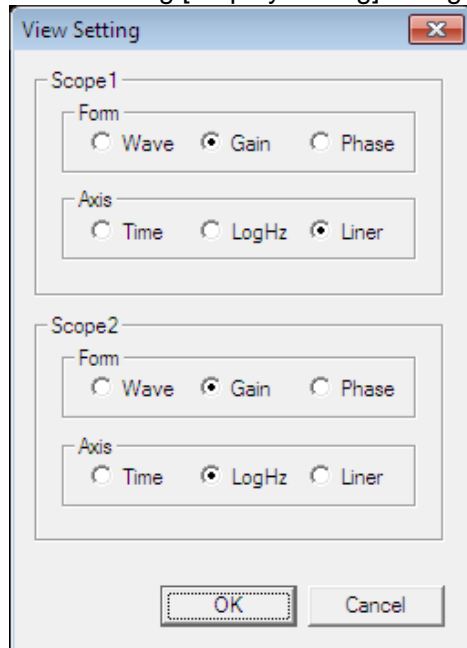 View Setting
Scope1
Form
Wave Gain Phase
Axis
Time LogHz Liner
Scope2
Form
Wave Gain Phase
Axis
Time LogHz Liner
OK Cancel